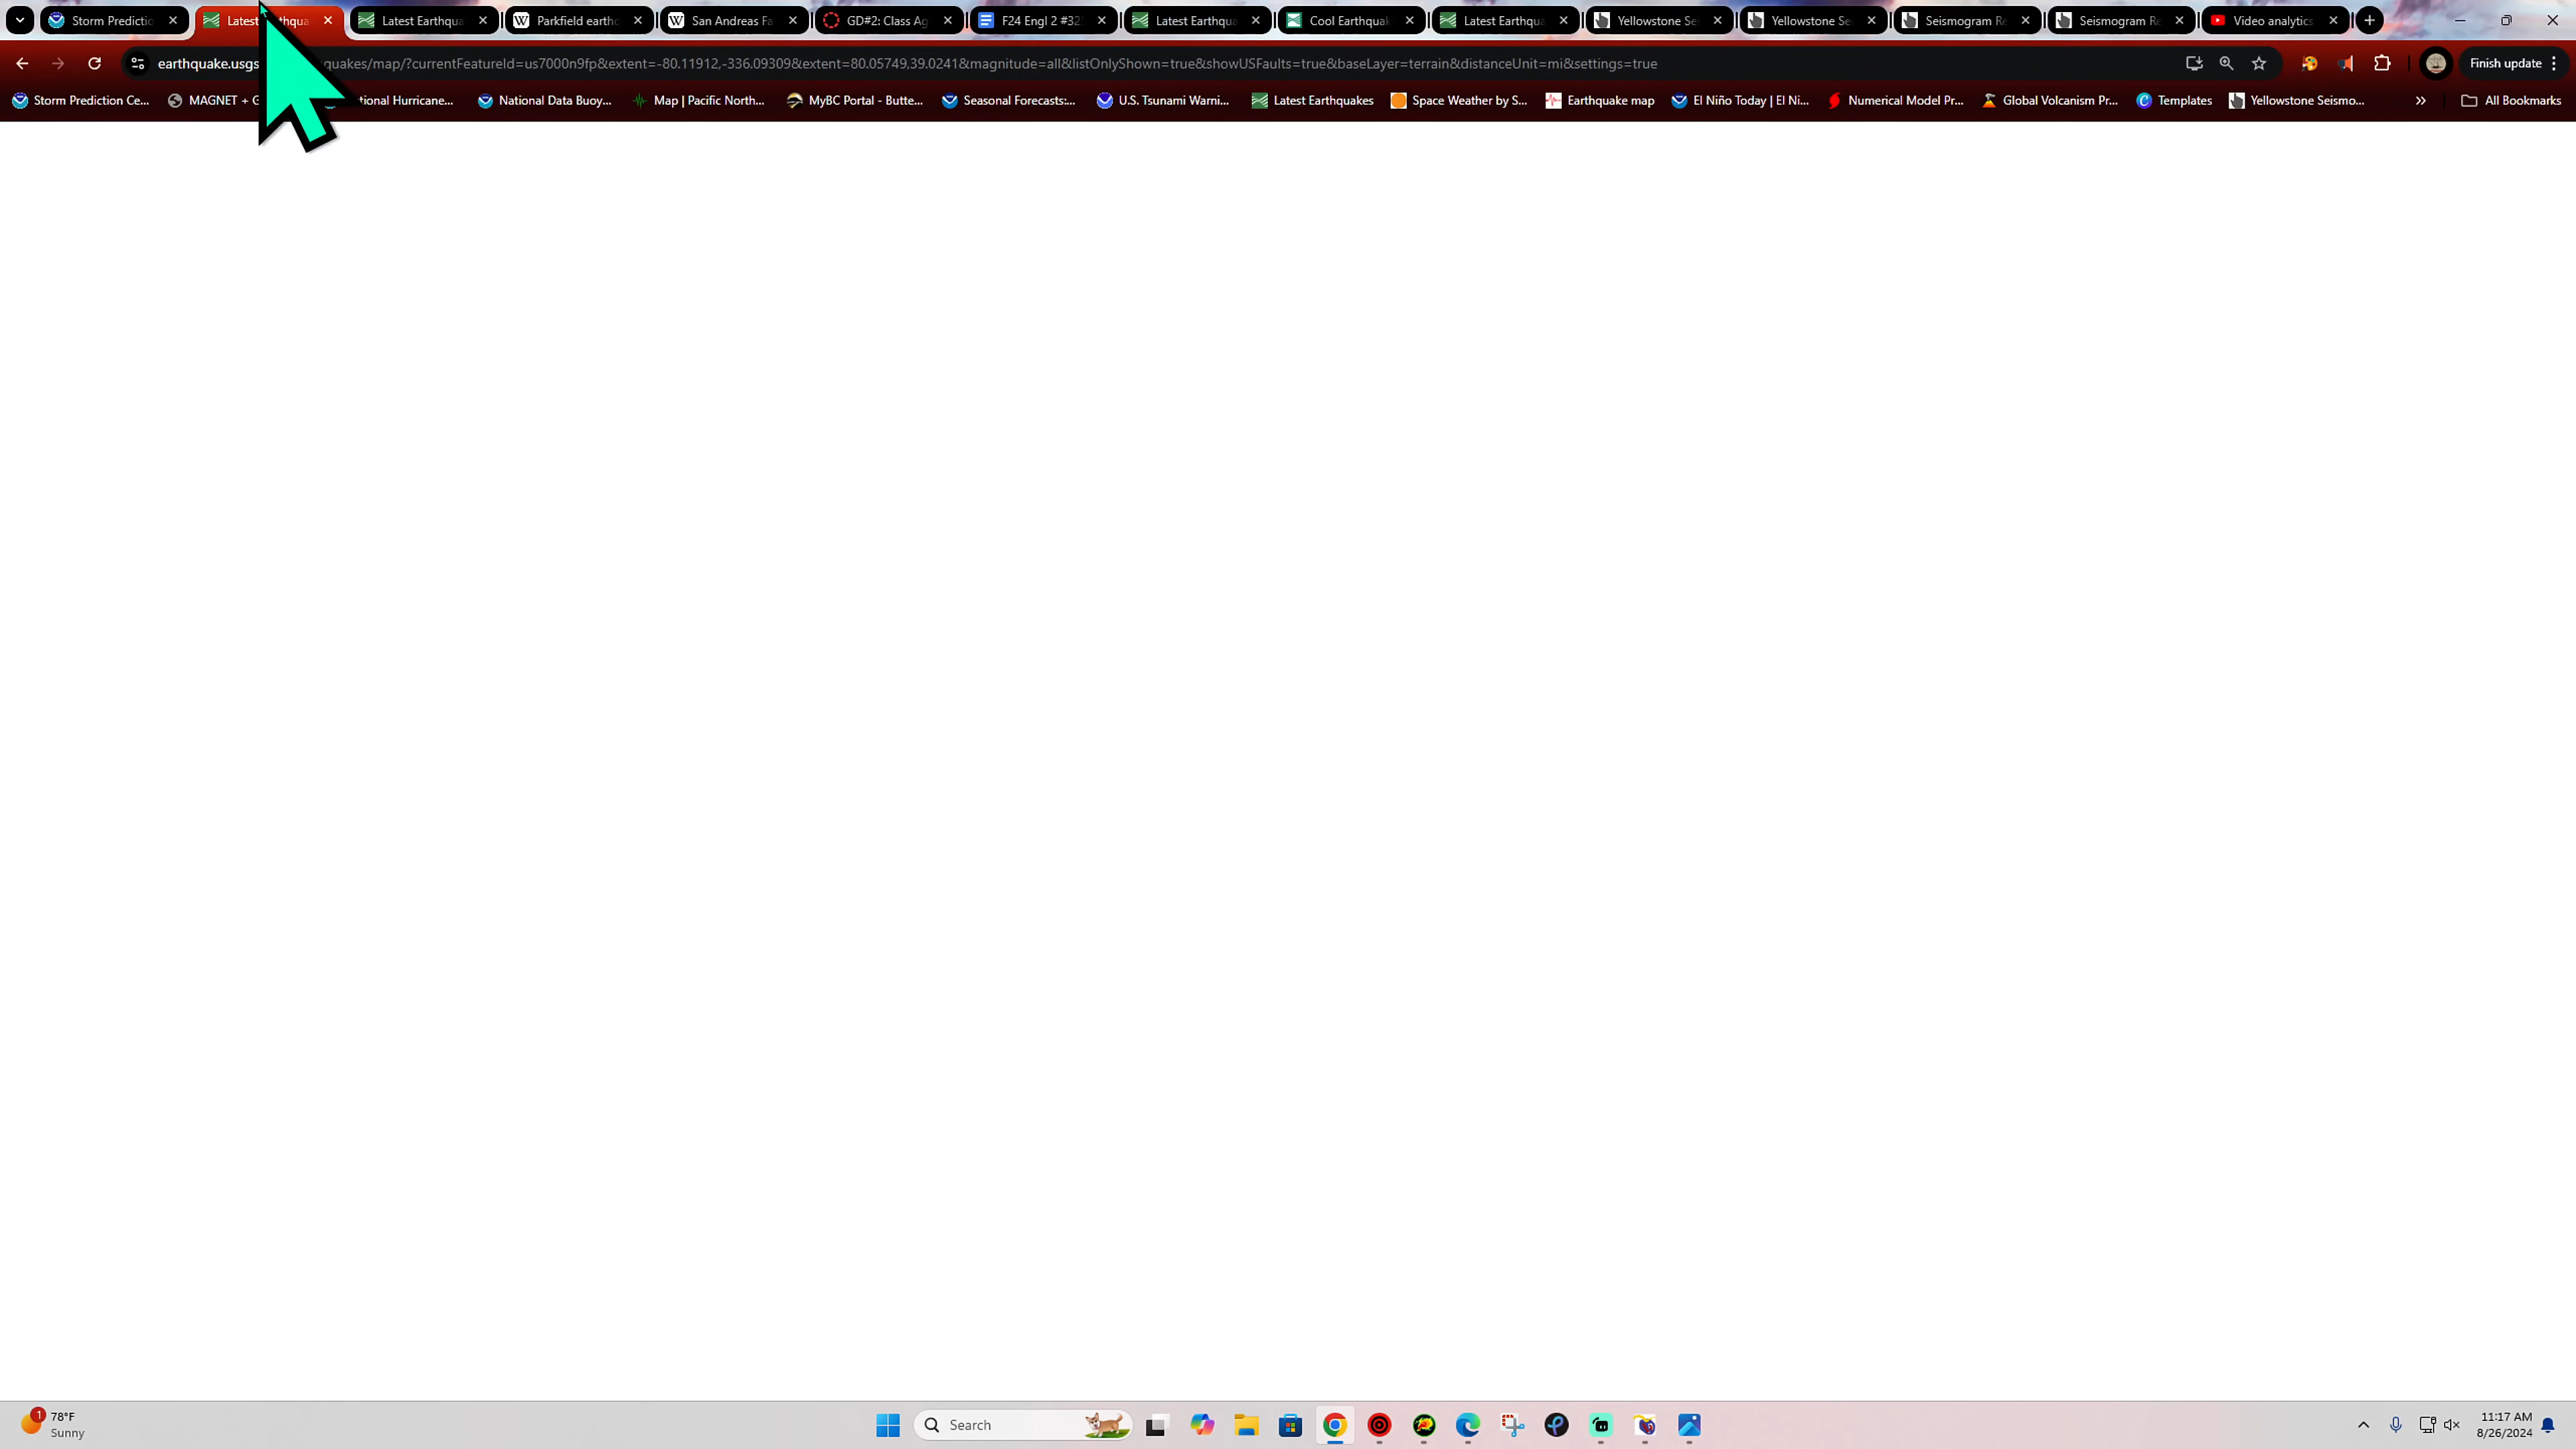 Storm Predictio
Latest
qua
Latest Earthqua
Parkfield earth
San Andreas Fa
GD#2: Class Ag
F24 Engl 2 #32
Latest Earthqua
Cool Earthquak
Latest Earthqua
Yellowstone Se
Yellowstone Se
Seismogram Re
Seismogram Re
Video analytics
earthquake.usgs
quakes/map/?currentFeatureId=us7000n9fp&extent=-80.11912,-336.09309&extent=80.05749,39.0241&magnitude=all&listOnlyShown=true&showUSFaults=true&baseLayer=terrain&distanceUnit=mi&settings=true
Finish update
Storm Prediction Ce...
MAGNET + G
tional Hurricane...
National Data Buoy...
Map | Pacific North...
MyBC Portal - Butte...
Seasonal Forecasts:...
U.S. Tsunami Warni...
Latest Earthquakes
Space Weather by S...
Earthquake map
El Niño Today | El Ni...
Numerical Model Pr...
Global Volcanism Pr...
Templates
Yellowstone Seismo...
All Bookmarks
1
78°F
Sunny
Search
11:17 AM
8/26/2024